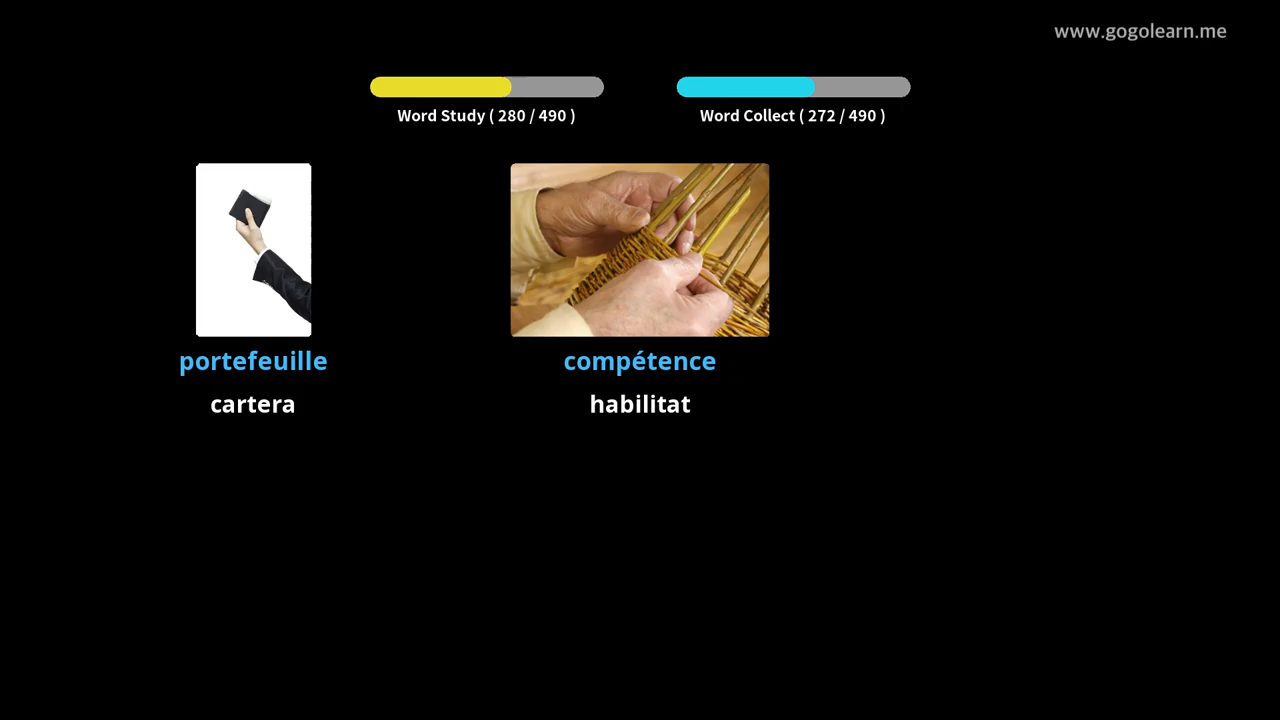 www.gogolearn.me
Word Study ( 280 / 490 )
Word Collect ( 272 / 490 )
portefeuille
compétence
cartera
habilitat